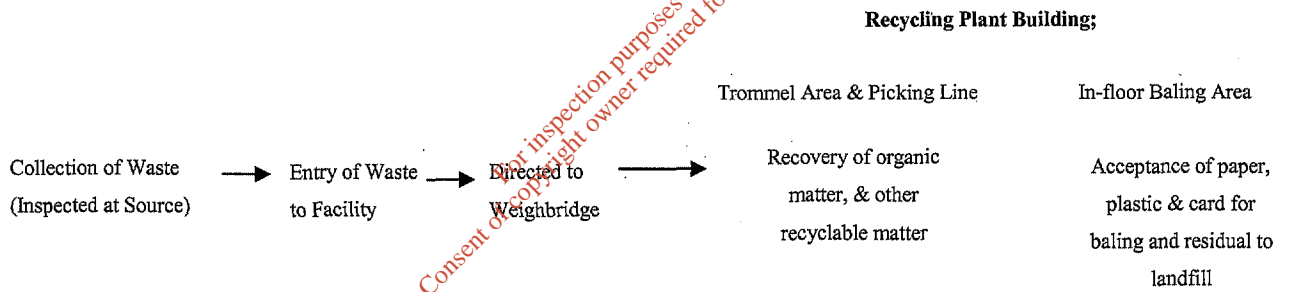 Recycling Plant Building;
Trommel Area & Picking Line
In-floor Baling Area
Collection of Waste
(Inspected at Source)
Entry of Waste
to Facility
Directed to
Weighbridge
Recovery of organic
matter, & other
recyclable matter
Acceptance of paper,
plastic & card for
baling and residual to
landfill
For inspection purposes
Consent of copyright owner required fo